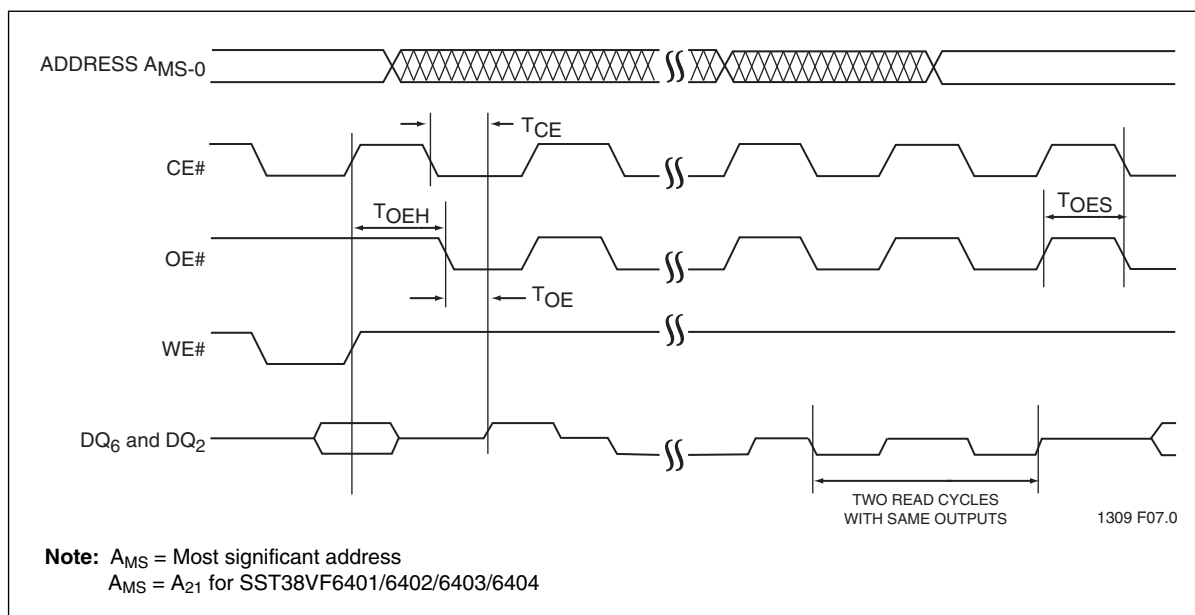 ADDRESS AMS-0
TCE
CE#
TOEH
TOES
OE#
TOE
WE#
DQ6 and DQ2
TWO READ CYCLES
WITH SAME OUTPUTS
1309 F07.0
Note: AMS = Most significant address
AMS = A21 for SST38VF6401/6402/6403/6404